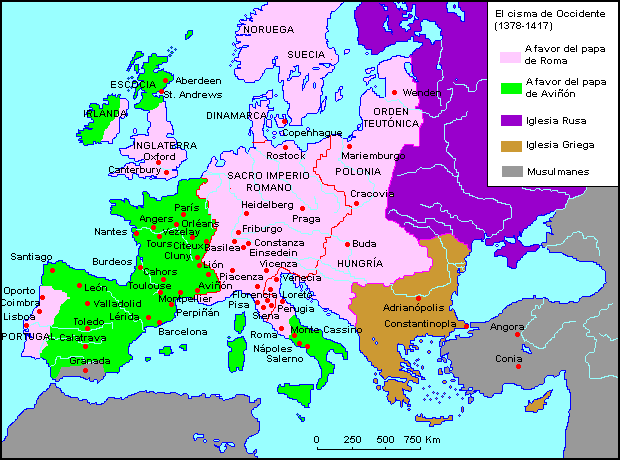 El cisma de Occidente
(1378-1417)
A favor del papa
de Roma
A favor del papa
de Aviñón
Iglesia Rusa
Iglesia Griega
Musulmanes
NORUEGA
SUECIA
ESCOCIA
Aberdeen
St. Andrews
IRLANDA
DINAMARCA
Copenhague
Wenden
ORDEN
TEUTÓNICA
INGLATERRA
Oxford
Canterbury
Rostock
Mariemburgo
SACRO IMPERIO
ROMANO
POLONIA
Cracovia
Heidelberg
Praga
París
Angers
Orléans
Nantes
Vezelay
Tours
Citeux
Cluny
Friburgo
Basilea
Constanza
Einsedein
Buda
HUNGRÍA
Santiago
Burdeos
Cahors
Lión
Vicenza
Piacenza
Venecia
León
Toulouse
Aviñón
Florencia
Loreto
Oporto
Coimbra
Valladolid
Montpellier
Pisa
Perugia
Siena
Lisboa
Toledo
Lérida
Perpiñán
PORTUGAL
Calatrava
Barcelona
Roma
Monte Cassino
Nápoles
Salerno
Granada
Adrianópolis
Constantinopla
Angora
Conia
0 250 500 750 Km